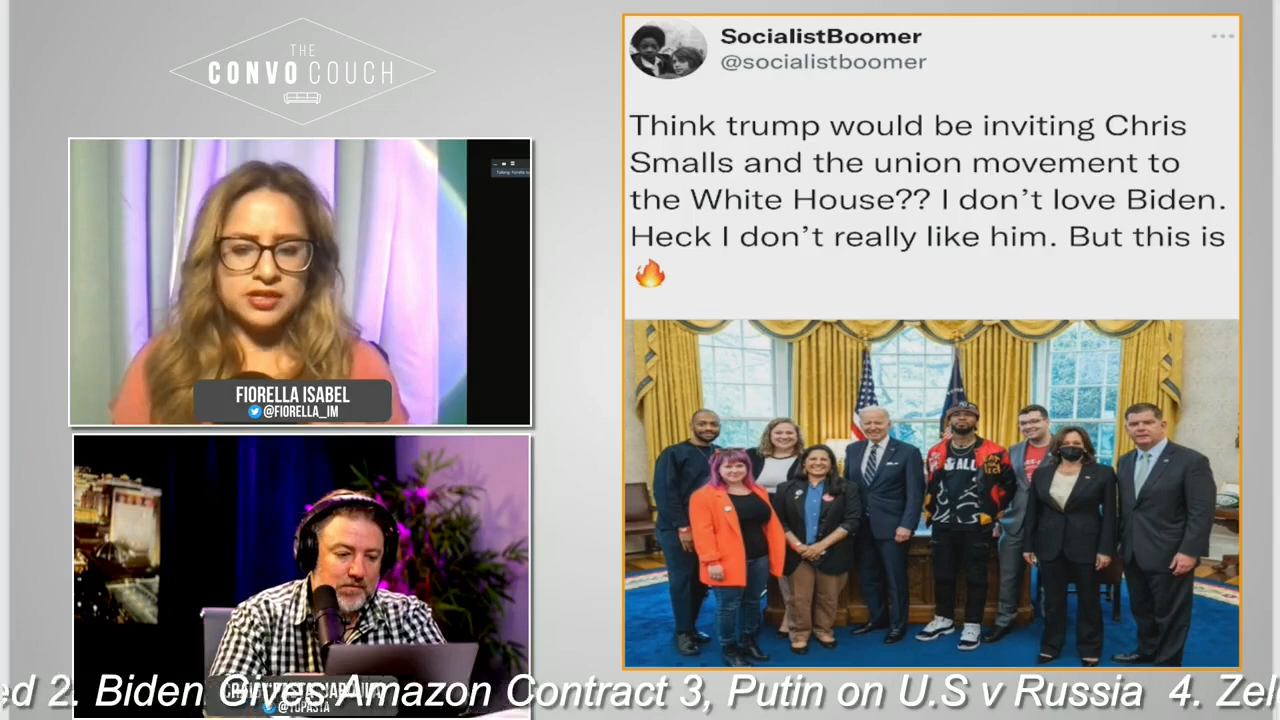 THE
CONVO COUCH
SocialistBoomer
@socialistboomer
Think trump would be inviting Chris
Smalls and the union movement to
the White House?? I don't love Biden.
Heck I don't really like him. But this is
🔥
FIORELLA ISABEL
@FIORELLA_IM
@YOPASTA
ed 2. Biden Gives Amazon Contract 3, Putin on U.S v Russia 4. Zel